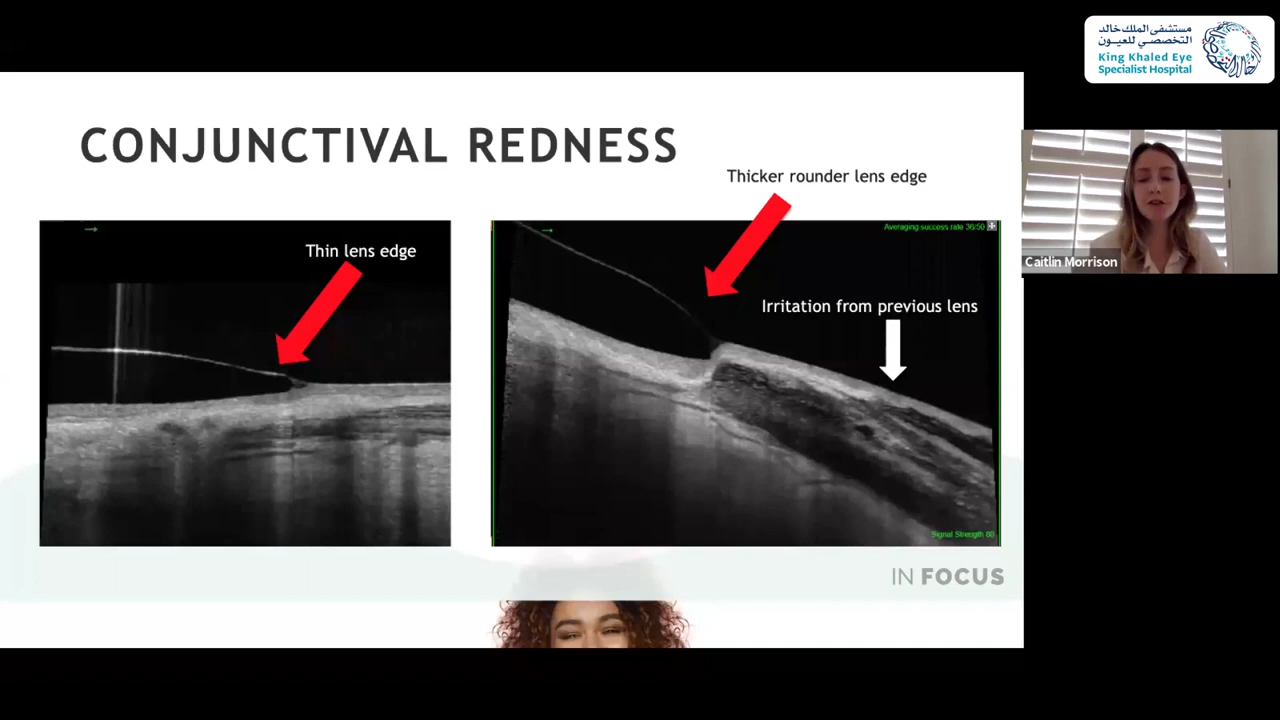 مستشفى الملك خالد
التخصصي للعيون
King Khaled Eye
Specialist Hospital
CONJUNCTIVAL REDNESS
Thicker rounder lens edge
Thin lens edge
Averaging success rate 36:50
Irritation from previous lens
Caitlin Morrison
Signal Strength 60
IN FOCUS